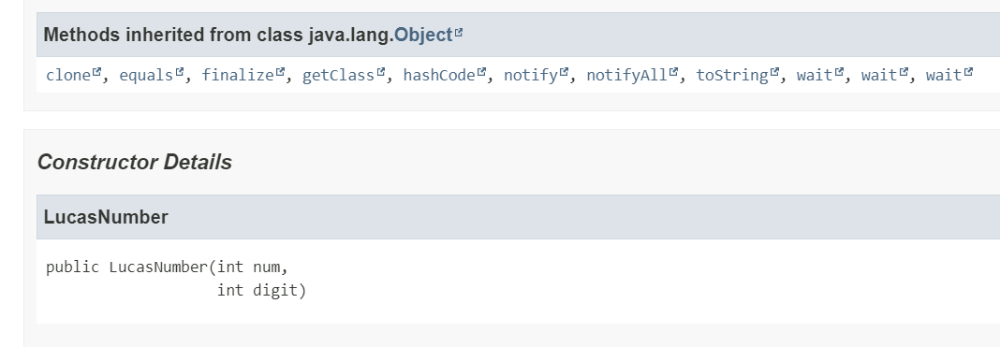 Methods inherited from class java.lang.Object
clone, equals, finalize, getClass, hashCode, notify, notifyAll, toString, wait, wait, wait
Constructor Details
LucasNumber
public LucasNumber(int num,
int digit)